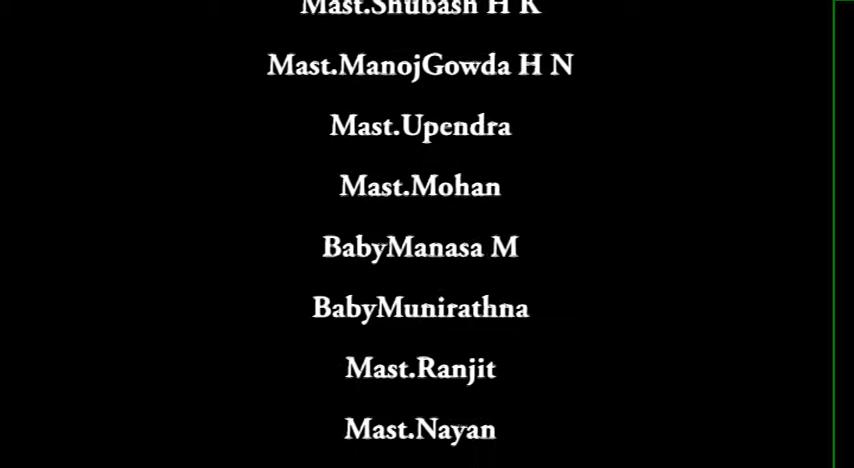 Mast.Shubash H K
Mast.ManojGowda H N
Mast.Upendra
Mast.Mohan
BabyManasa M
BabyMunirathna
Mast.Ranjit
Mast.Nayan